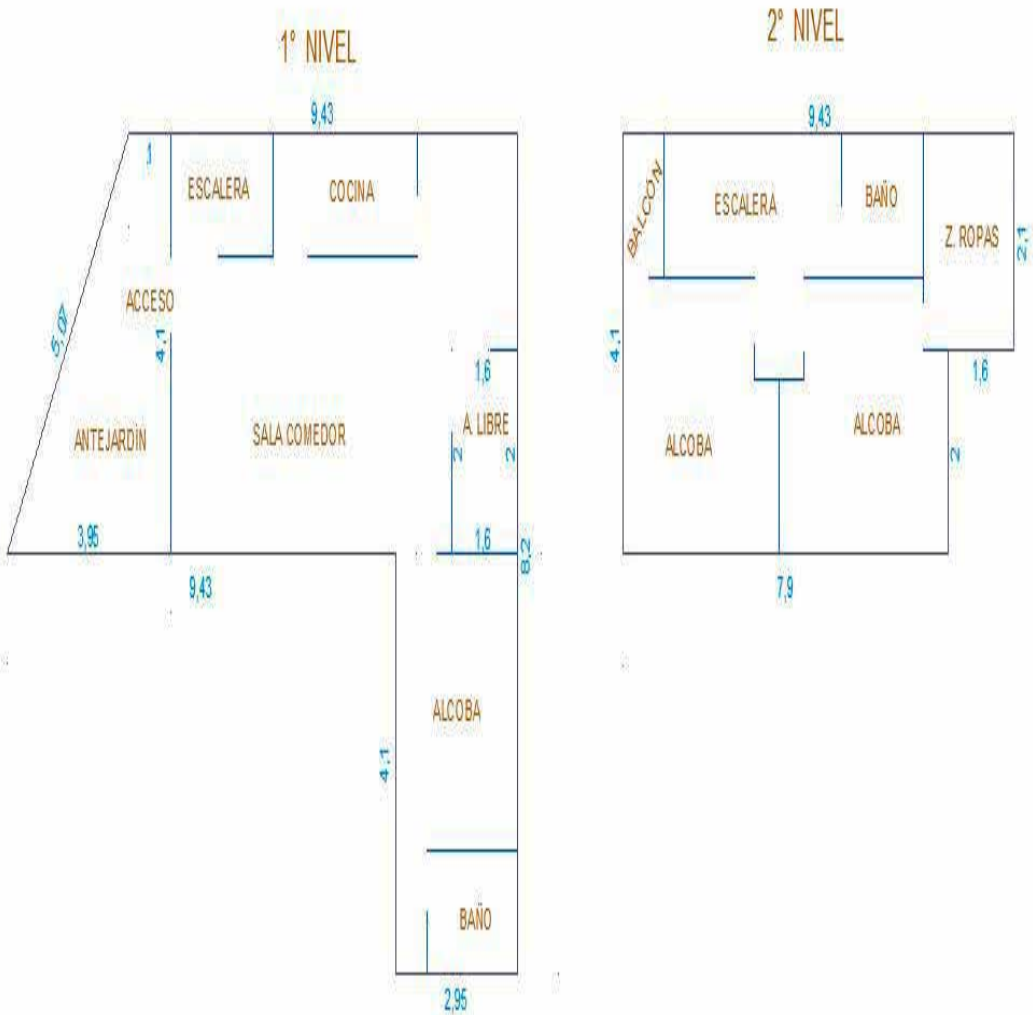 1° NIVEL
9,43
1
ESCALERA
COCINA
ACCESO
5,07
4.1
1,6
ANTEJARDÍN
SALA COMEDOR
A. LIBRE
2
2
3,95
1,6
8,2
9,43
ALCOBA
4.1
BAÑO
2,95
2° NIVEL
9,43
BALCÓN
ESCALERA
BAÑO
Z. ROPAS
2.1
4.1
1,6
ALCOBA
ALCOBA
2
7,9